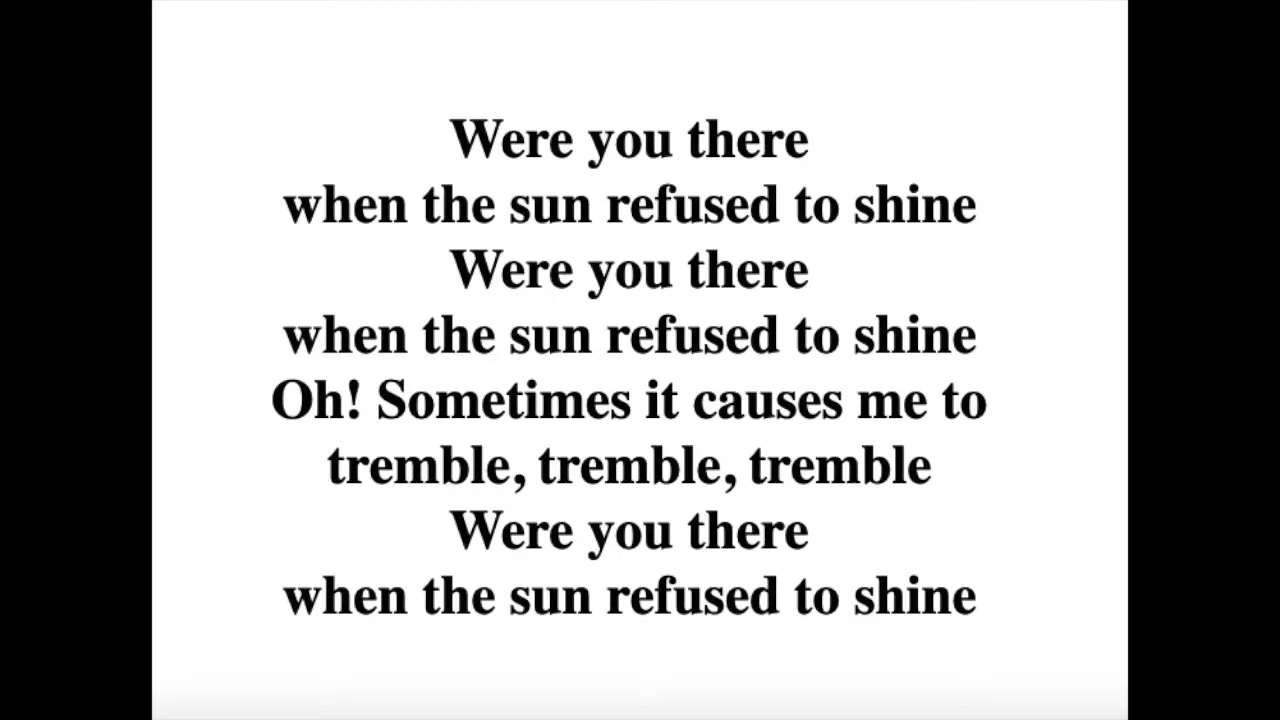 Were you there
when the sun refused to shine
Were you there
when the sun refused to shine
Oh! Sometimes it causes me to
tremble, tremble, tremble
Were you there
when the sun refused to shine